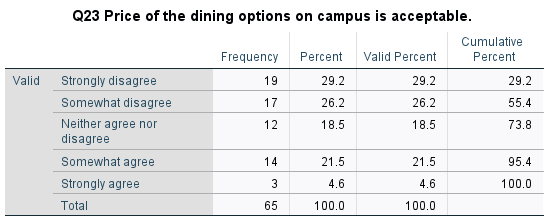 Q23 Price of the dining options on campus is acceptable.
Frequency Percent Valid Percent Cumulative Percent
Valid Strongly disagree 19 29.2 29.2 29.2
Somewhat disagree 17 26.2 26.2 55.4
Neither agree nor disagree 12 18.5 18.5 73.8
Somewhat agree 14 21.5 21.5 95.4
Strongly agree 3 4.6 4.6 100.0
Total 65 100.0 100.0